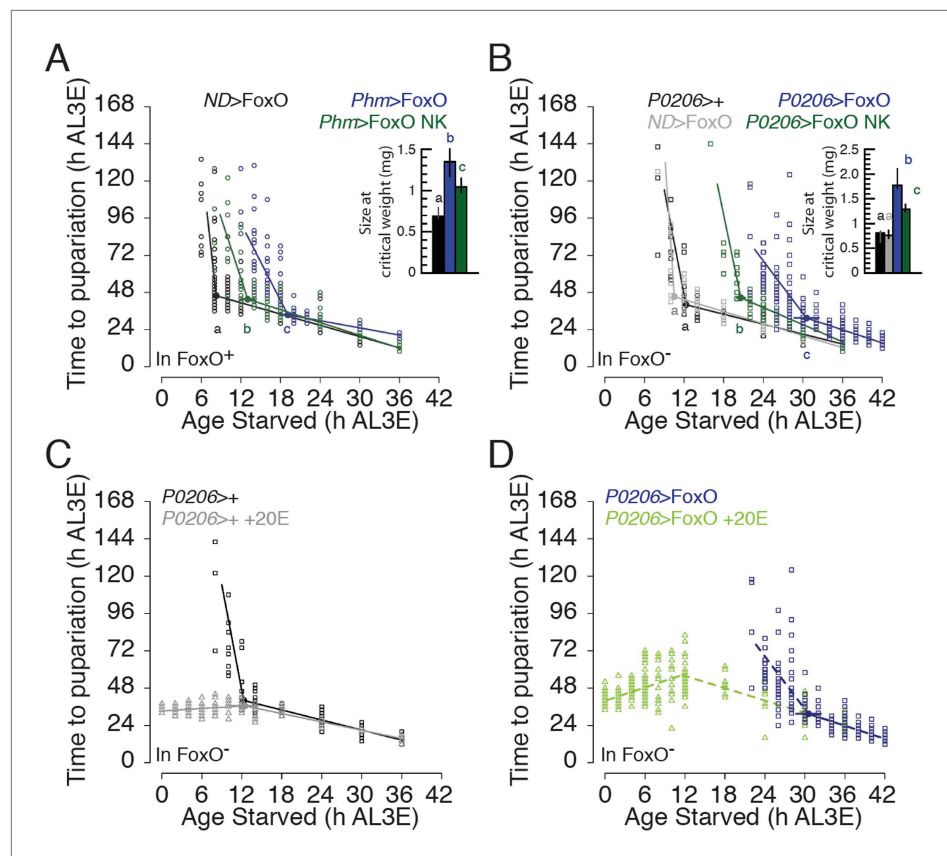 A
ND>FoxO
Phm>FoxO
Phm>FoxO NK
Time to pupariation (h AL3E)
168
144
120
96
72
48
24
0
Size at
critical weight (mg)
1.5
1
0.5
0
a
b
c
a
b
c
In FoxO+
0
6
12
18
24
30
36
42
Age Starved (h AL3E)
B
P0206>+
ND>FoxO
P0206>FoxO
P0206>FoxO NK
Time to pupariation (h AL3E)
168
144
120
96
72
48
24
0
Size at
critical weight (mg)
2.5
2
1.5
1
0.5
0
a
a
b
c
a
a
b
c
In FoxO-
0
6
12
18
24
30
36
42
Age Starved (h AL3E)
C
P0206>+
P0206>+ +20E
Time to pupariation (h AL3E)
168
144
120
96
72
48
24
0
In FoxO-
0
6
12
18
24
30
36
42
Age Starved (h AL3E)
D
P0206>FoxO
P0206>FoxO +20E
Time to pupariation (h AL3E)
168
144
120
96
72
48
24
0
In FoxO-
0
6
12
18
24
30
36
42
Age Starved (h AL3E)